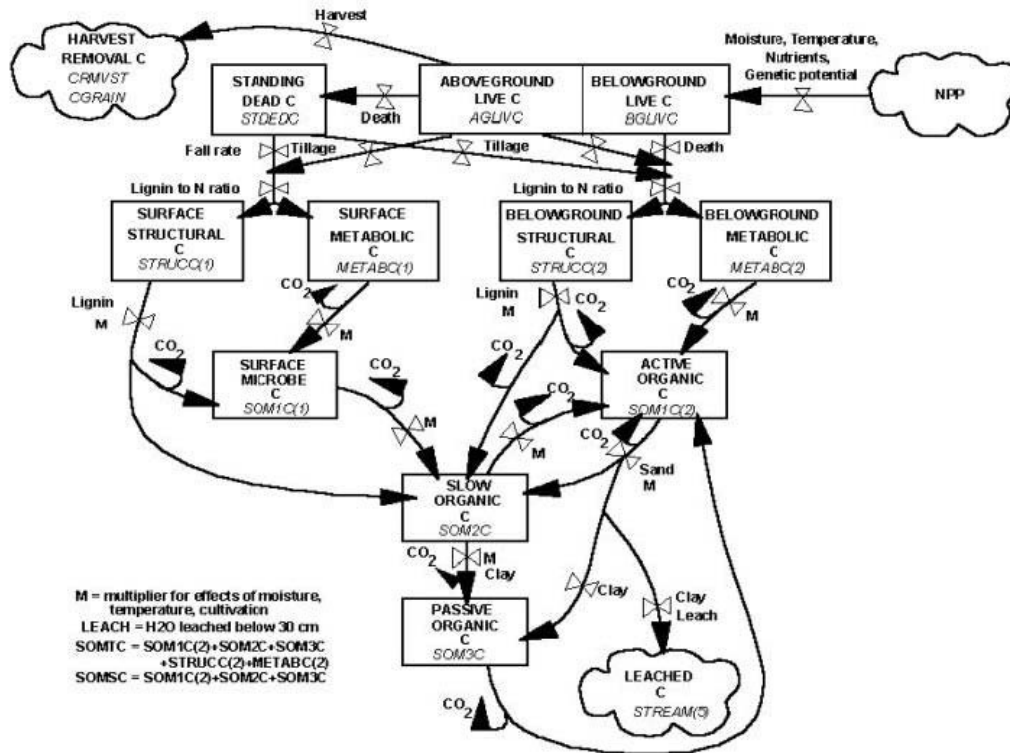 Harvest
HARVEST
REMOVAL C
CRMVST
CGRAIN
STANDING
DEAD C
STDEDC
Death
ABOVEGROUND
LIVE C
AGLIVC
BELOWGROUND
LIVE C
BGLIVC
Moisture, Temperature,
Nutrients,
Genetic potential
NPP
Fall rate
Tillage
Tillage
Death
Lignin to N ratio
Lignin to N ratio
SURFACE
STRUCTURAL
C
STRUCC(1)
SURFACE
METABOLIC
C
METABC(1)
BELOWGROUND
STRUCTURAL
C
STRUCC(2)
BELOWGROUND
METABOLIC
C
METABC(2)
Lignin
M
CO2
M
Lignin
M
CO2
CO2
M
CO2
SURFACE
MICROBE
C
SOM1C(1)
CO2
CO2
CO2
ACTIVE
ORGANIC
C
SOM1C(2)
M
M
CO2
Sand
M
SLOW
ORGANIC
C
SOM2C
CO2
M
Clay
Clay
Clay
Leach
PASSIVE
ORGANIC
C
SOM3C
CO2
LEACHED
C
STREAM(5)
M = multiplier for effects of moisture,
temperature, cultivation
LEACH = H2O leached below 30 cm
SOMTC = SOM1C(2)+SOM2C+SOM3C
+STRUCC(2)+METABC(2)
SOMSC = SOM1C(2)+SOM2C+SOM3C